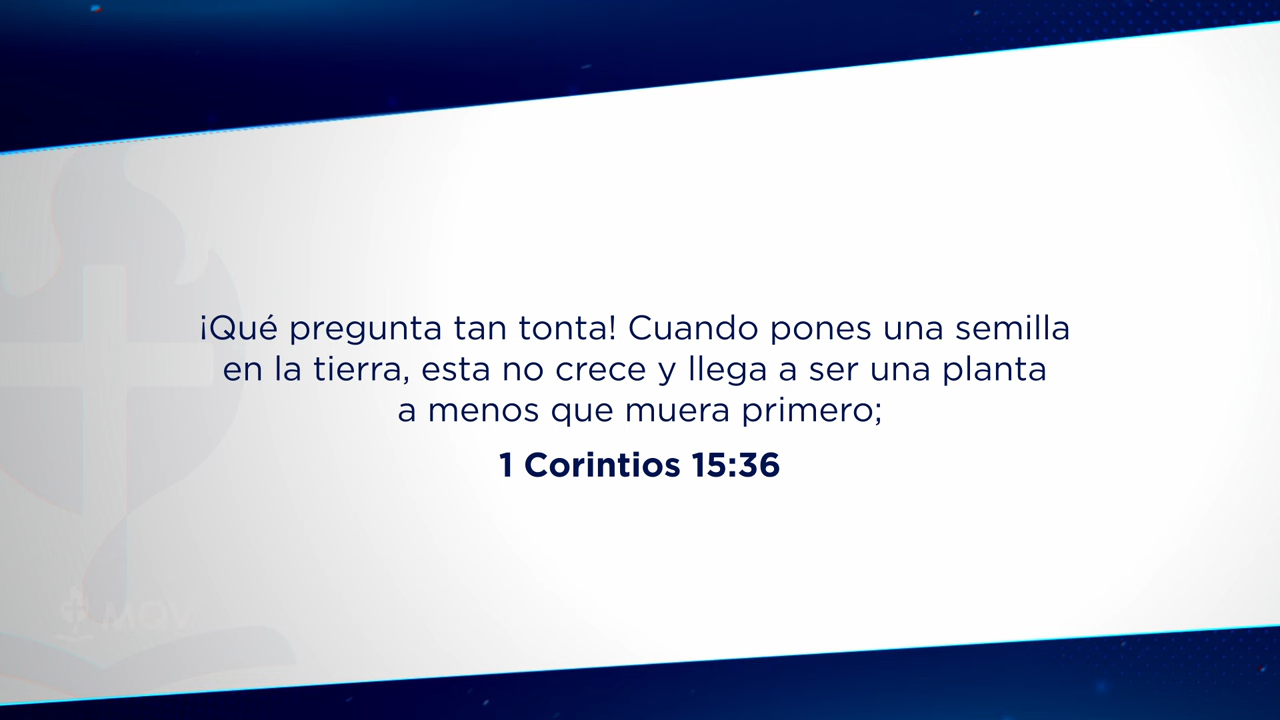 ¡Qué pregunta tan tonta! Cuando pones una semilla
en la tierra, esta no crece y llega a ser una planta
a menos que muera primero;
1 Corintios 15:36